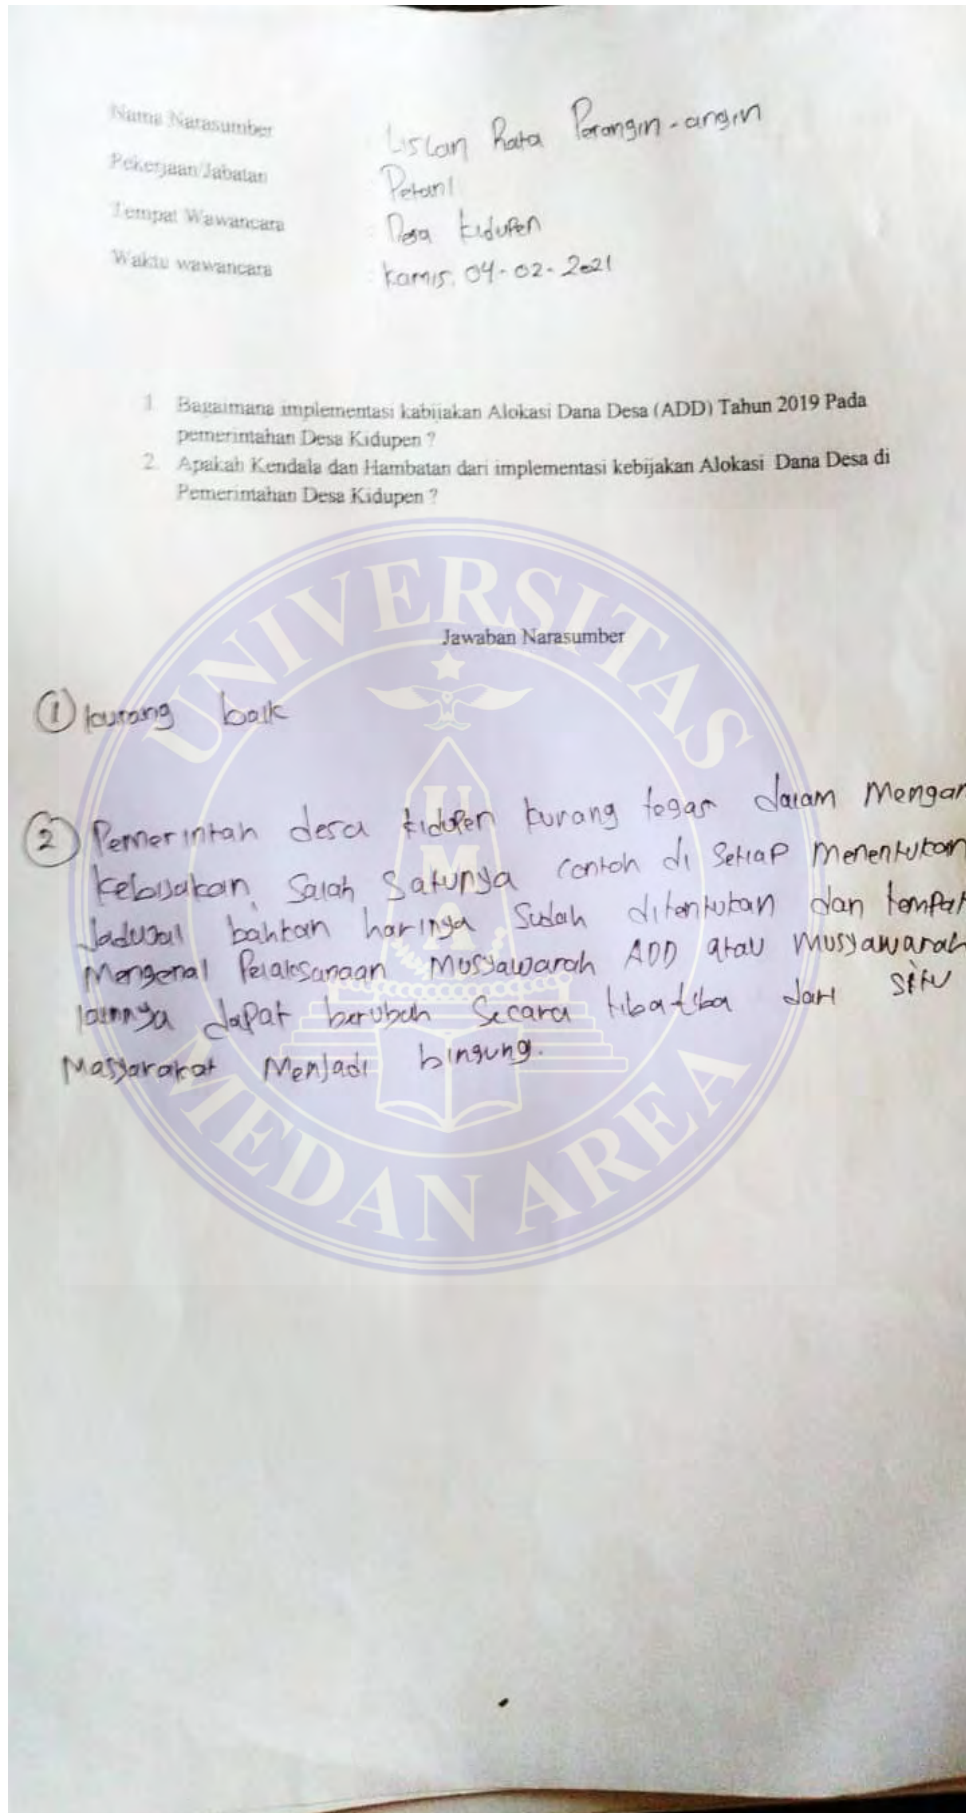 Nama Narasumber : Liscan Rata Perangin-angin
Pekerjaan/Jabatan : Petani
Tempat Wawancara : Desa Kidupen
Waktu wawancara : Kamis, 04-02-2021
1. Bagaimana implementasi kabijakan Alokasi Dana Desa (ADD) Tahun 2019 Pada
pemerintahan Desa Kidupen ?
2. Apakah Kendala dan Hambatan dari implementasi kebijakan Alokasi Dana Desa di
Pemerintahan Desa Kidupen ?
UNIVERSITAS
Jawaban Narasumber
1 kurang baik
UMA
2 Pemerintah desa kidupen kurang tegas dalam Mengar
kebijakan, Salah Satunya contoh di Setiap Menentukan
Jaduwal bahkan harinya Sudah ditentukan dan tempat
Mengenai Pelaksanaan Musyawarah ADD atau Musyawarah
lainnya dapat berubah Secara tiba-tiba dari situ
Masyarakat Menjadi bingung.
MEDAN AREA